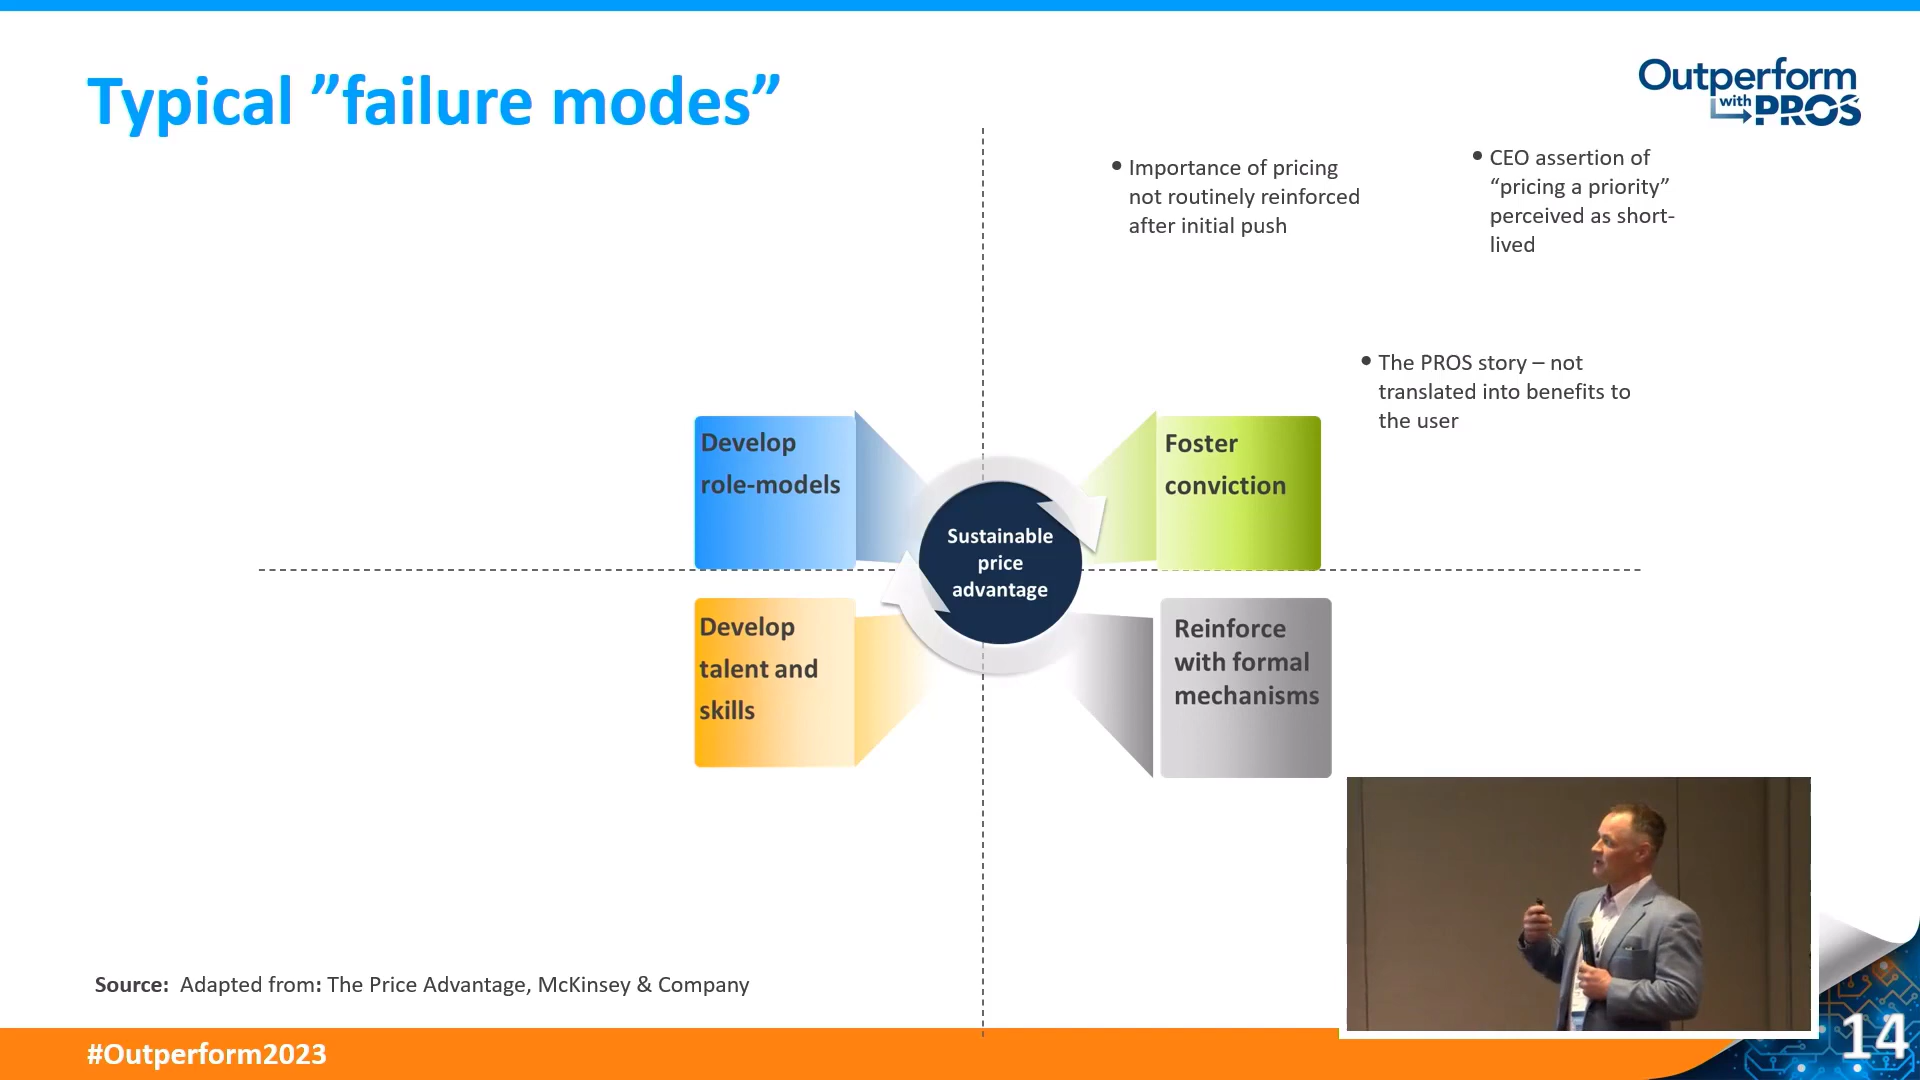 Typical ”failure modes”
Outperform
with PROS
• Importance of pricing
not routinely reinforced
after initial push
• CEO assertion of
“pricing a priority”
perceived as short-
lived
• The PROS story – not
translated into benefits to
the user
Develop
role-models
Foster
conviction
Sustainable
price
advantage
Develop
talent and
skills
Reinforce
with formal
mechanisms
Source: Adapted from: The Price Advantage, McKinsey & Company
#Outperform2023
14